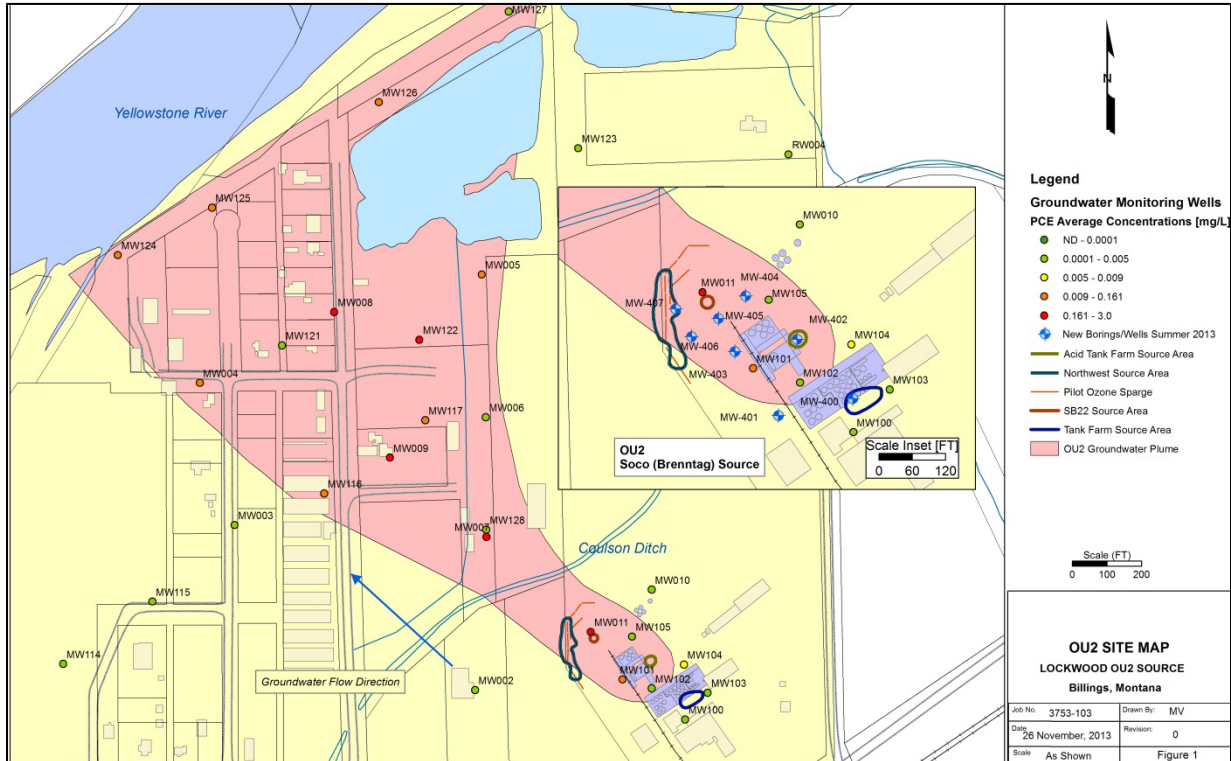 MW127
Yellowstone River
MW126
MW123
RW004
MW125
MW124
MW005
MW008
MW122
MW121
MW004
MW117
MW006
MW009
MW116
MW003
MW007
MW128
Coulson Ditch
MW115
MW010
MW011
MW105
MW114
MW104
MW101
MW102
MW103
MW002
MW100
Groundwater Flow Direction
MW010
MW011
MW-404
MW105
MW-407
MW-405
MW-402
MW-406
MW104
MW101
MW-403
MW102
MW103
MW-400
MW-401
MW100
OU2
Soco (Brenntag) Source
Scale Inset [FT]
0 60 120
N
Legend
Groundwater Monitoring Wells
PCE Average Concentrations [mg/L]
ND - 0.0001
0.0001 - 0.005
0.005 - 0.009
0.009 - 0.161
0.161 - 3.0
New Borings/Wells Summer 2013
Acid Tank Farm Source Area
Northwest Source Area
Pilot Ozone Sparge
SB22 Source Area
Tank Farm Source Area
OU2 Groundwater Plume
Scale (FT)
0 100 200
OU2 SITE MAP
LOCKWOOD OU2 SOURCE
Billings, Montana
Job No. 3753-103 Drawn By: MV
Date 26 November, 2013 Revision: 0
Scale As Shown Figure 1